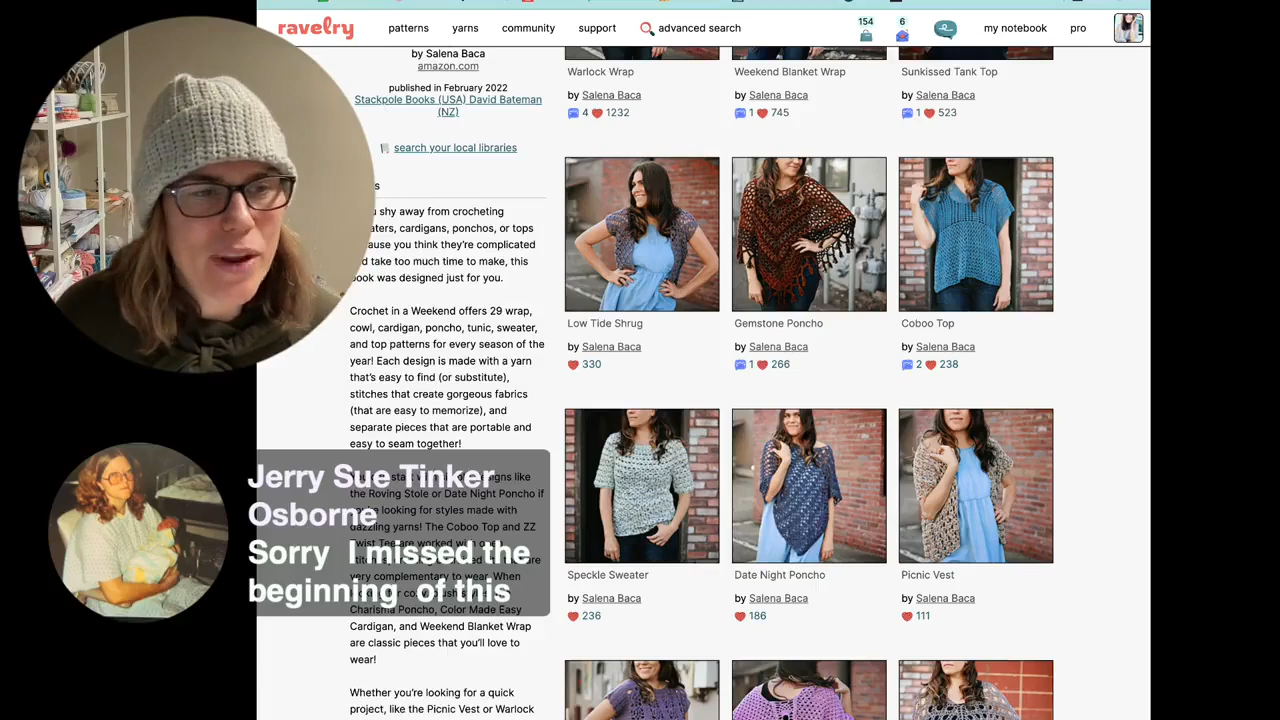 ravelry
patterns
yarns
community
support
advanced search
154
6
my notebook
pro
by Salena Baca
amazon.com
published in February 2022
Stackpole Books (USA) David Bateman
(NZ)
search your local libraries
shy away from crocheting
cardigans, ponchos, or tops
you think they're complicated
take too much time to make, this
book was designed just for you.
Crochet in a Weekend offers 29 wrap,
cowl, cardigan, poncho, tunic, sweater,
and top patterns for every season of the
year! Each design is made with a yarn
that's easy to find (or substitute),
stitches that create gorgeous fabrics
(that are easy to memorize), and
separate pieces that are portable and
easy to seam together!
the Roving Stole or Date Night Poncho if
looking for styles made with
dazzling yarns! The Coboo Top and ZZ
very complementary to wear. When
Charisma Poncho, Color Made Easy
Cardigan, and Weekend Blanket Wrap
are classic pieces that you'll love to
wear!
Whether you're looking for a quick
project, like the Picnic Vest or Warlock
Jerry Sue Tinker
Osborne
Sorry I missed the
beginning of this
Warlock Wrap
by Salena Baca
4 1232
Weekend Blanket Wrap
by Salena Baca
1 745
Sunkissed Tank Top
by Salena Baca
1 523
Low Tide Shrug
by Salena Baca
330
Gemstone Poncho
by Salena Baca
1 266
Coboo Top
by Salena Baca
2 238
Speckle Sweater
by Salena Baca
236
Date Night Poncho
by Salena Baca
186
Picnic Vest
by Salena Baca
111